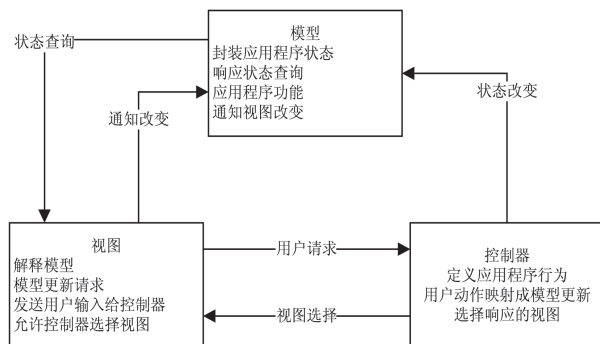 模型
封装应用程序状态
响应状态查询
应用程序功能
通知视图改变
状态查询
通知改变
状态改变
视图
解释模型
模型更新请求
发送用户输入给控制器
允许控制器选择视图
用户请求
视图选择
控制器
定义应用程序行为
用户动作映射成模型更新
选择响应的视图